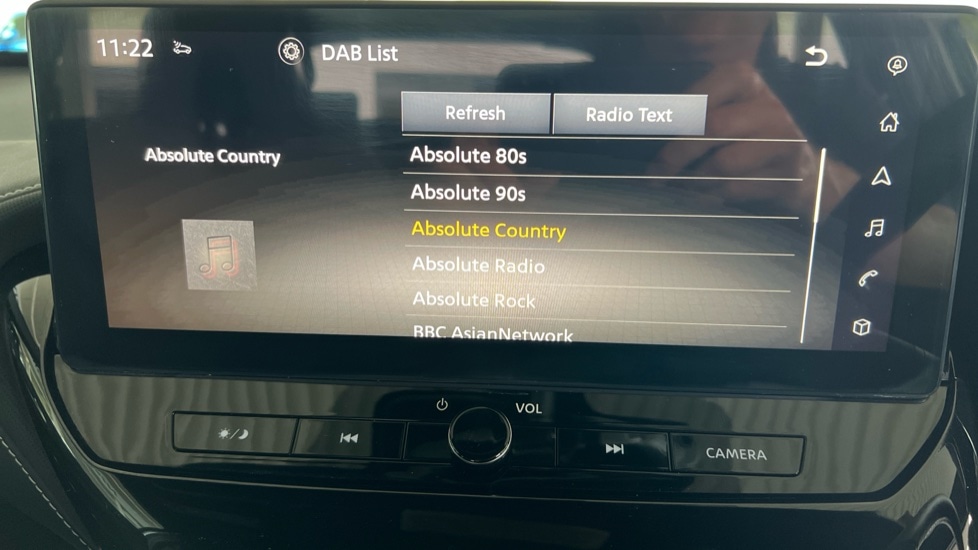 11:22
DAB List
Refresh
Radio Text
Absolute Country
Absolute 80s
Absolute 90s
Absolute Country
Absolute Radio
Absolute Rock
BBC AsianNetwork
VOL
CAMERA